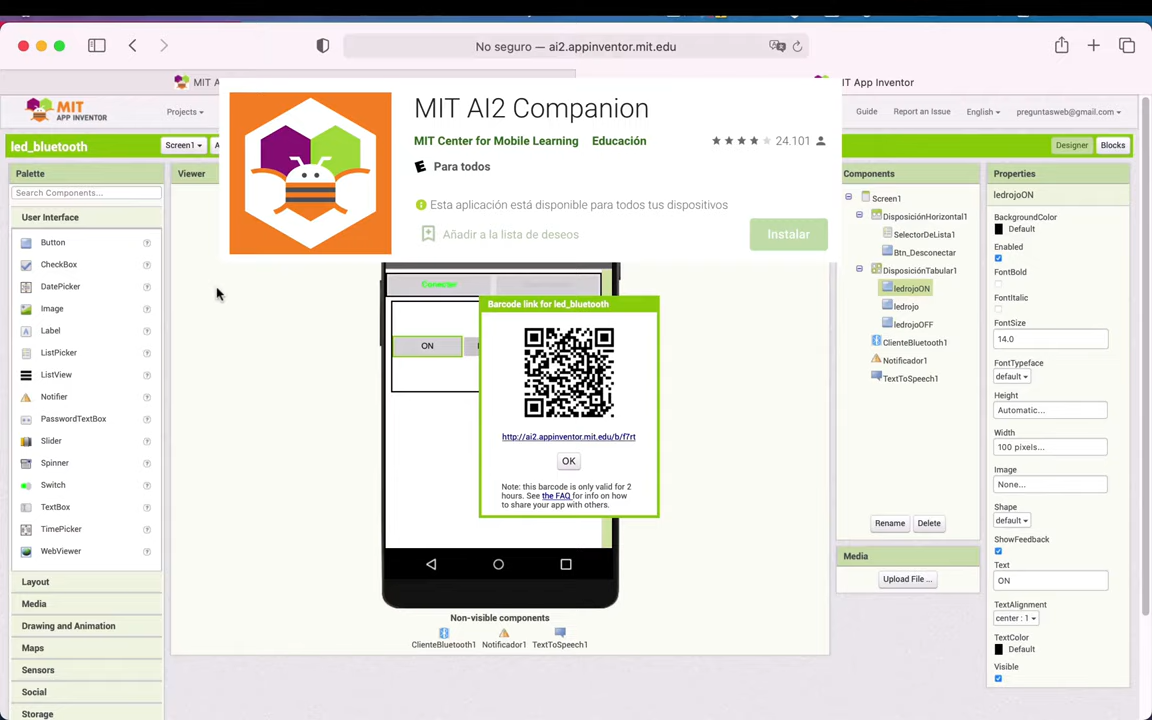 No seguro — ai2.appinventor.mit.edu
MIT A
IT App Inventor
MIT
APP INVENTOR
Projects
Guide
Report an Issue
English
preguntasweb@gmail.com
MIT AI2 Companion
MIT Center for Mobile Learning
Educación
24.101
E
Para todos
Esta aplicación está disponible para todos tus dispositivos
Añadir a la lista de deseos
Instalar
led_bluetooth
Screen1
A
Designer
Blocks
Palette
Search Components...
User Interface
Button
CheckBox
DatePicker
Image
Label
ListPicker
ListView
Notifier
PasswordTextBox
Slider
Spinner
Switch
TextBox
TimePicker
WebViewer
Layout
Media
Drawing and Animation
Maps
Sensors
Social
Storage
Viewer
Conectar
ON
Barcode link for led_bluetooth
http://ai2.appinventor.mit.edu/b/f7rt
OK
Note: this barcode is only valid for 2
hours. See the FAQ for info on how
to share your app with others.
Non-visible components
ClienteBluetooth1
Notificador1
TextToSpeech1
Components
Screen1
DisposiciónHorizontal1
SelectorDeLista1
Btn_Desconectar
DisposiciónTabular1
ledrojoON
ledrojo
ledrojoOFF
ClienteBluetooth1
Notificador1
TextToSpeech1
Rename
Delete
Media
Upload File ...
Properties
ledrojoON
BackgroundColor
Default
Enabled
FontBold
FontItalic
FontSize
14.0
FontTypeface
default
Height
Automatic...
Width
100 pixels...
Image
None...
Shape
default
ShowFeedback
Text
ON
TextAlignment
center : 1
TextColor
Default
Visible